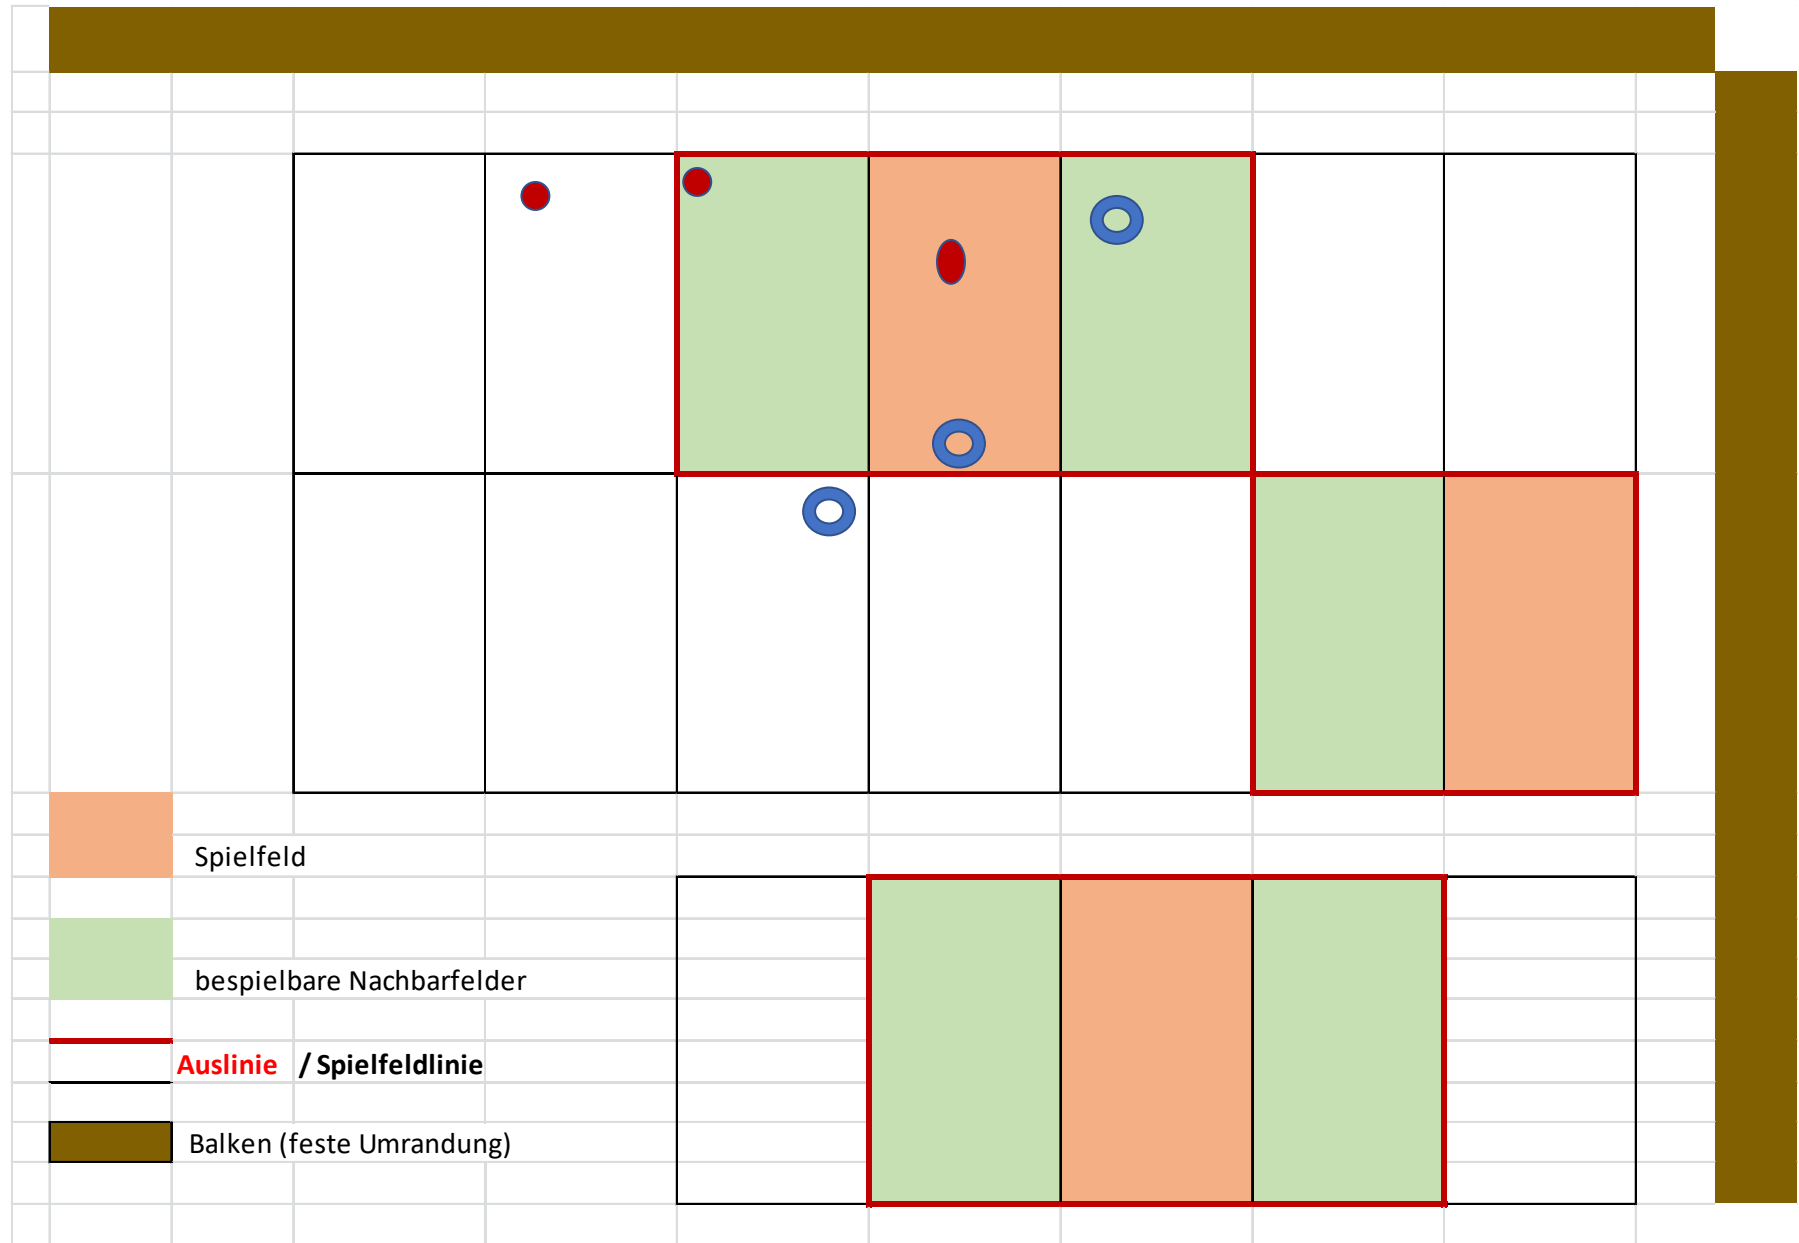 Spielfeld
bespielbare Nachbarfelder
Auslinie / Spielfeldlinie
Balken (feste Umrandung)